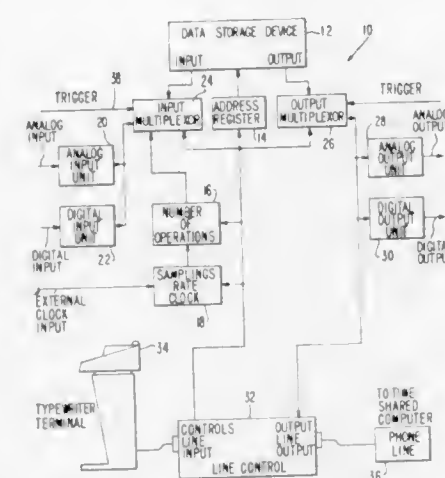 DATA STORAGE DEVICE
INPUT OUTPUT
12
10
38
TRIGGER
24
INPUT
MULTIPLEXOR
ADDRESS
REGISTER
14
OUTPUT
MULTIPLEXOR
26
TRIGGER
ANALOG
INPUT
20
ANALOG
INPUT
UNIT
28
ANALOG
OUTPUT
UNIT
ANALOG
OUTPUT
DIGITAL
INPUT
UNIT
22
DIGITAL
INPUT
16
NUMBER
OF
OPERATIONS
DIGITAL
OUTPUT
UNIT
30
DIGITAL
OUTPUT
SAMPLINGS
RATE
CLOCK
18
EXTERNAL
CLOCK
INPUT
34
TYPEWRITER
TERMINAL
32
CONTROLS
LINE
INPUT
OUTPUT
LINE
OUTPUT
LINE CONTROL
TO TIME
SHARED
COMPUTER
PHONE
LINE
36